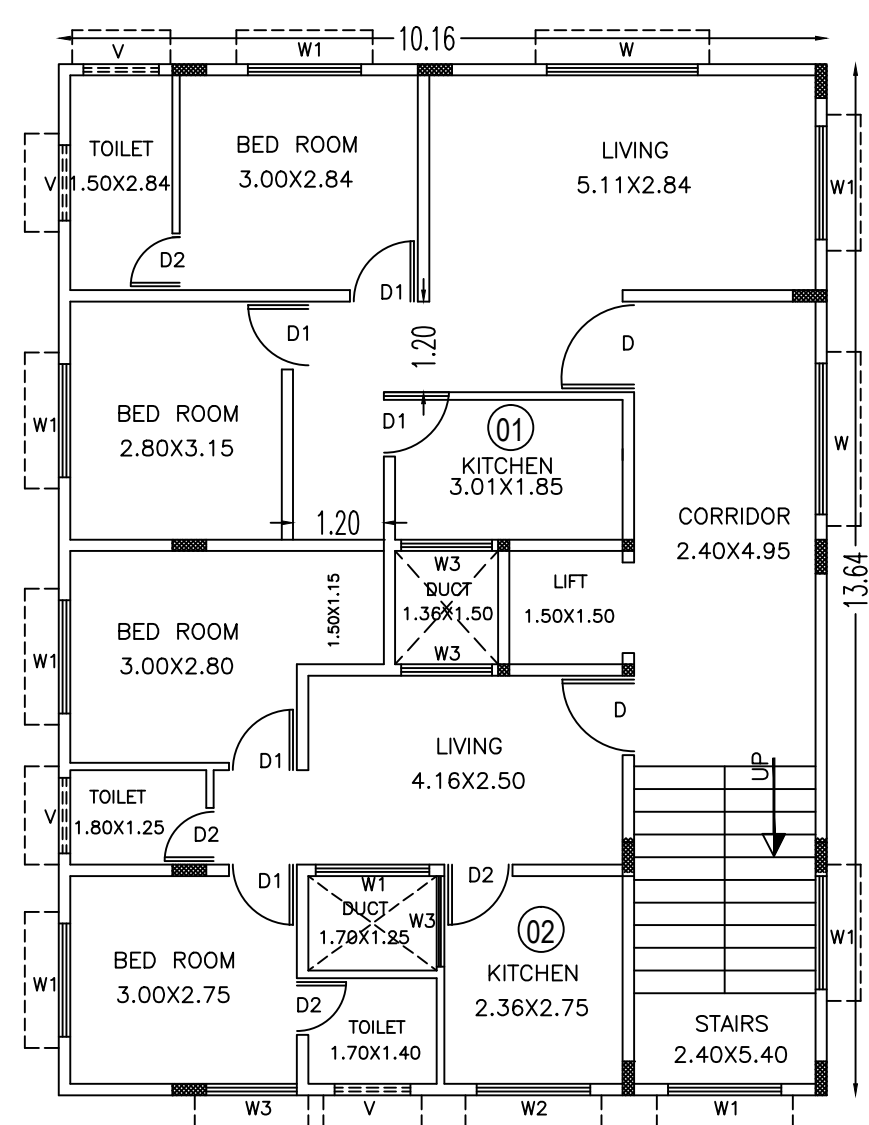 10.16
V
W1
W
TOILET
1.50X2.84
BED ROOM
3.00X2.84
LIVING
5.11X2.84
V
W1
D2
D1
D1
1.20
D
BED ROOM
2.80X3.15
W1
D1
01
KITCHEN
3.01X1.85
W
1.20
CORRIDOR
2.40X4.95
13.64
W3
DUCT
1.36X1.50
W3
LIFT
1.50X1.50
1.50X1.15
BED ROOM
3.00X2.80
W1
D
D1
LIVING
4.16X2.50
UP
TOILET
1.80X1.25
V
D2
D1
W1
DUCT
1.70X1.25
W3
D2
02
KITCHEN
2.36X2.75
W1
BED ROOM
3.00X2.75
W1
D2
TOILET
1.70X1.40
STAIRS
2.40X5.40
W3
V
W2
W1